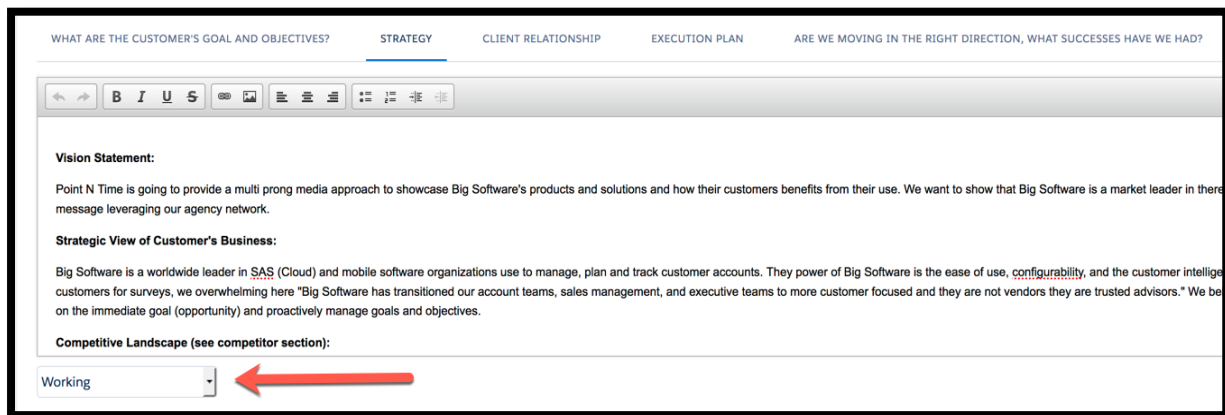 WHAT ARE THE CUSTOMER'S GOAL AND OBJECTIVES? STRATEGY CLIENT RELATIONSHIP EXECUTION PLAN ARE WE MOVING IN THE RIGHT DIRECTION, WHAT SUCCESSES HAVE WE HAD?
B I U S
Vision Statement:
Point N Time is going to provide a multi prong media approach to showcase Big Software's products and solutions and how their customers benefits from their use. We want to show that Big Software is a market leader in there
message leveraging our agency network.
Strategic View of Customer's Business:
Big Software is a worldwide leader in SAS (Cloud) and mobile software organizations use to manage, plan and track customer accounts. They power of Big Software is the ease of use, configurability, and the customer intellige
customers for surveys, we overwhelming here "Big Software has transitioned our account teams, sales management, and executive teams to more customer focused and they are not vendors they are trusted advisors." We be
on the immediate goal (opportunity) and proactively manage goals and objectives.
Competitive Landscape (see competitor section):
Working